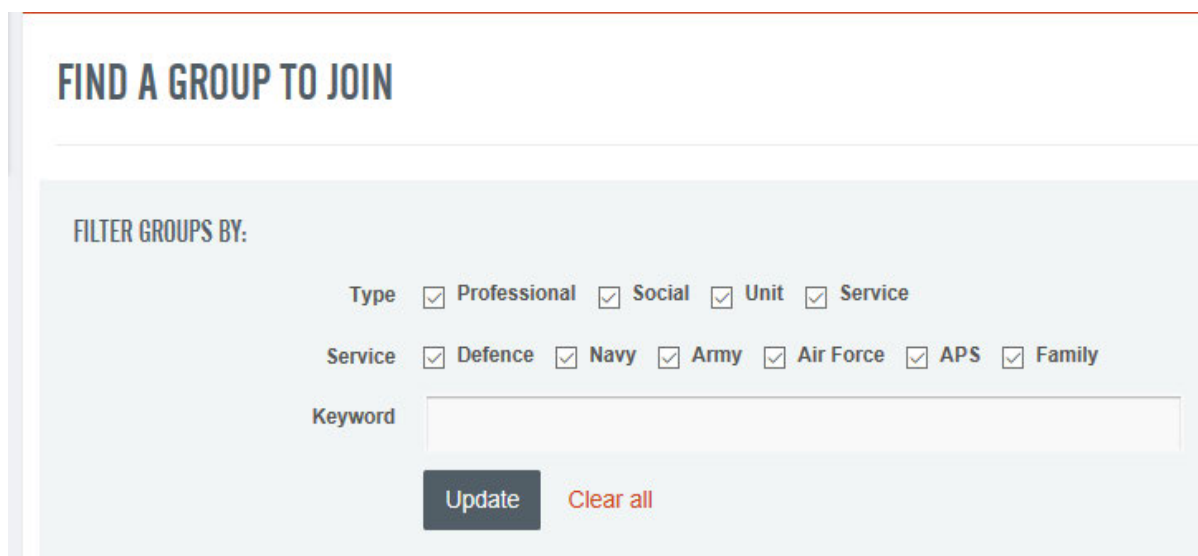 FIND A GROUP TO JOIN
FILTER GROUPS BY:
Type Professional Social Unit Service
Service Defence Navy Army Air Force APS Family
Keyword
Update Clear all